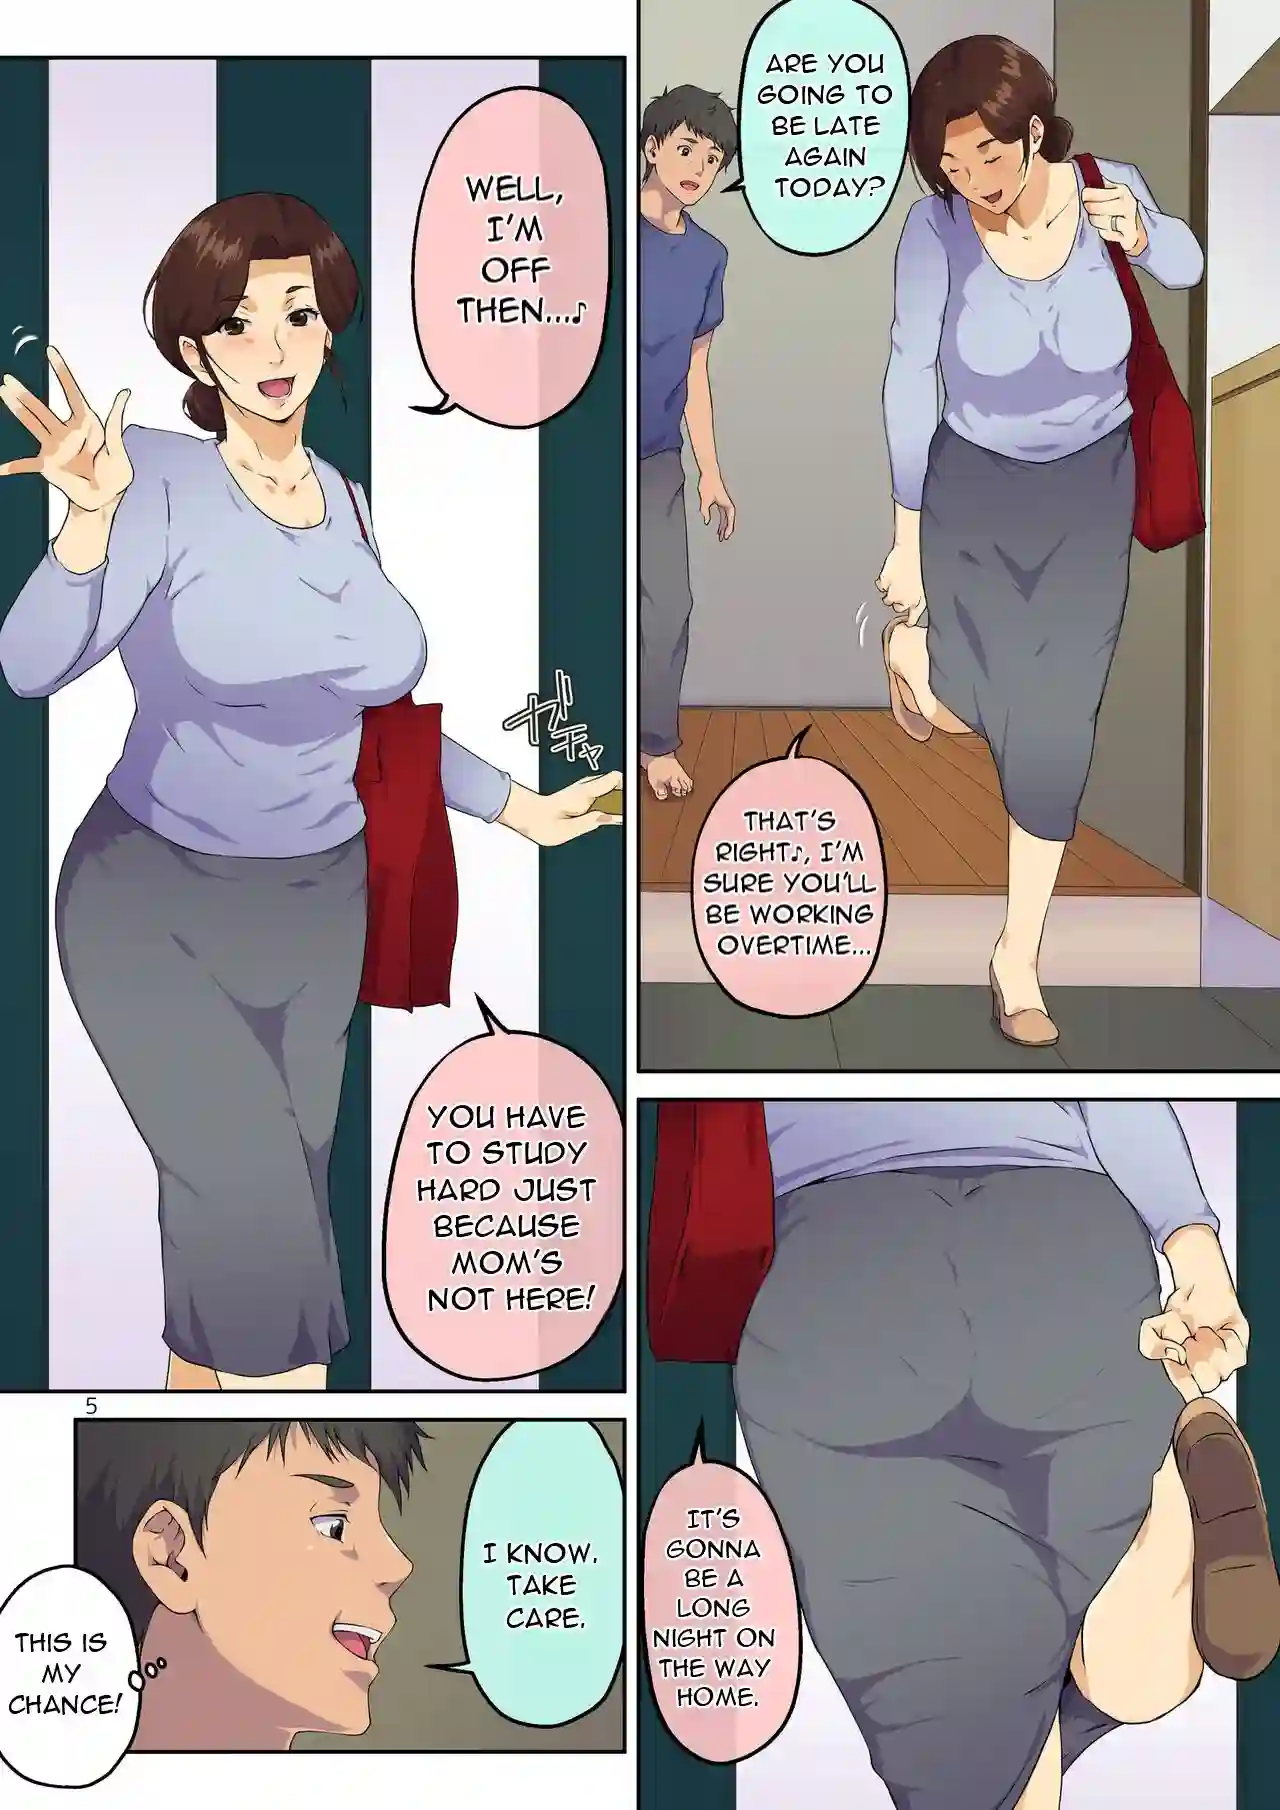 ARE YOU
GOING TO
BE LATE
AGAIN
TODAY?
THAT'S
RIGHT♪, I'M
SURE YOU'LL
BE WORKING
OVERTIME...
IT'S
GONNA
BE A
LONG
NIGHT ON
THE WAY
HOME.
WELL,
I'M
OFF
THEN...♪
ガチャ
YOU HAVE
TO STUDY
HARD JUST
BECAUSE
MOM'S
NOT HERE!
5
I KNOW.
TAKE
CARE.
THIS IS
MY
CHANCE!